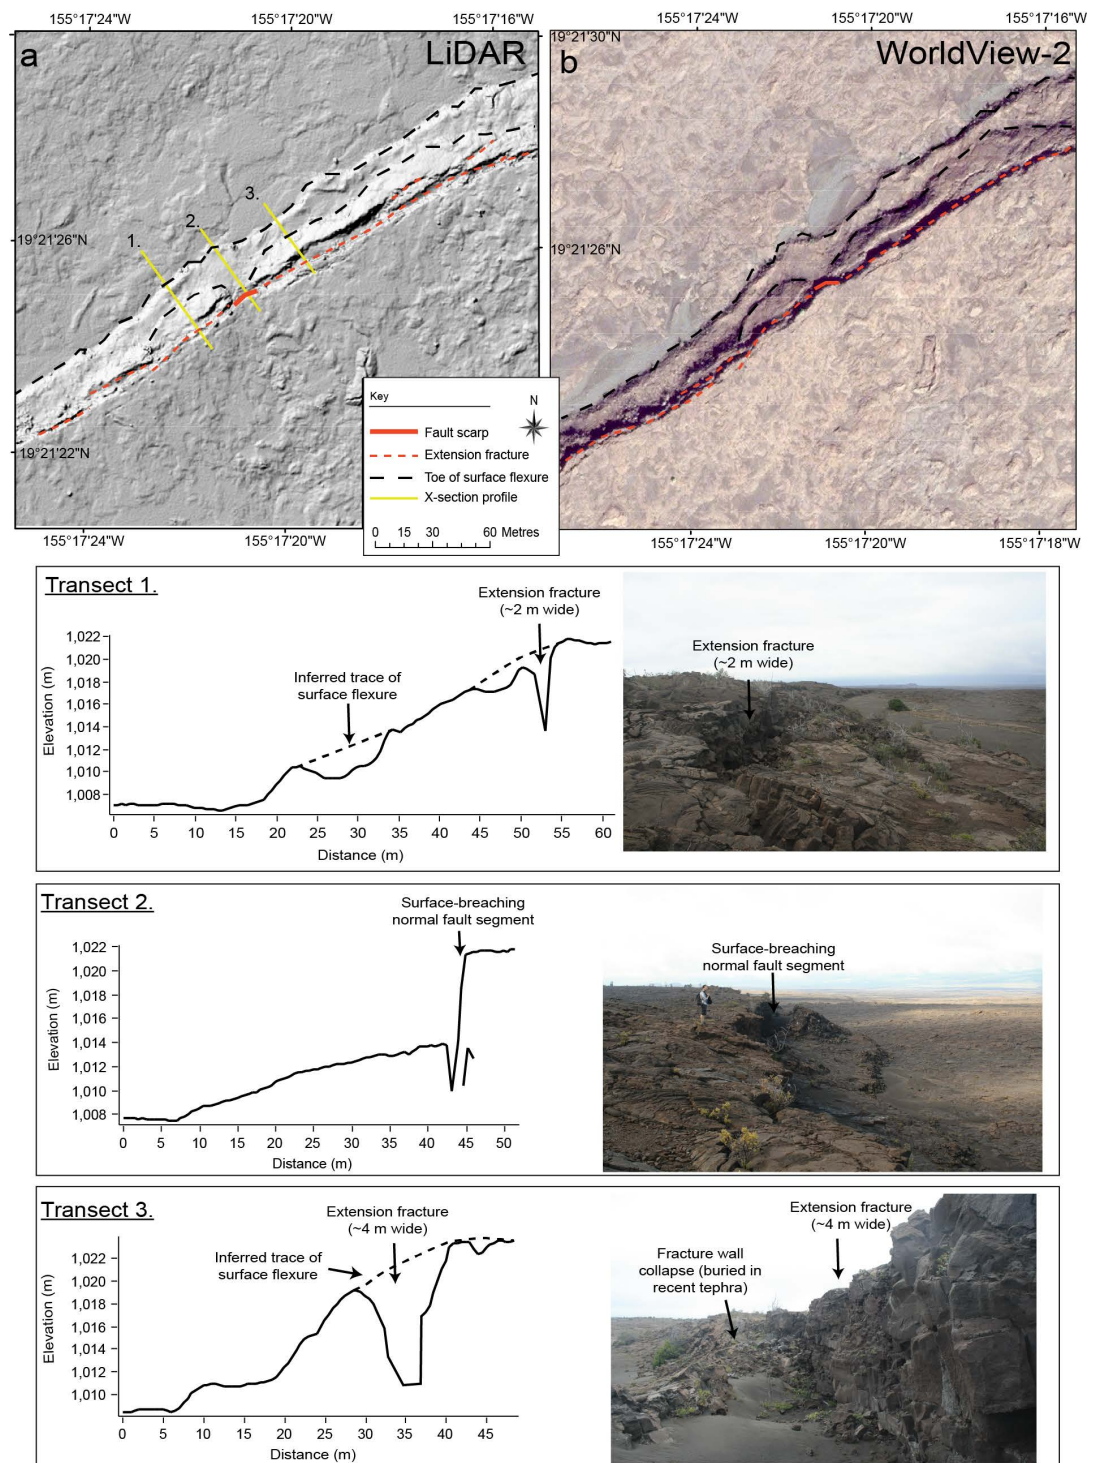 155°17'24"W 155°17'20"W 155°17'16"W 155°17'24"W 155°17'20"W 155°17'16"W
a LiDAR
b WorldView-2
19°21'30"N
3.
2.
1.
19°21'26"N
19°21'26"N
19°21'22"N
Key
N
Fault scarp
Extension fracture
Toe of surface flexure
X-section profile
0 15 30 60 Metres
155°17'24"W 155°17'20"W 155°17'24"W 155°17'20"W 155°17'18"W
Transect 1.
Extension fracture
(~2 m wide)
Inferred trace of
surface flexure
Elevation (m)
1,022
1,020
1,018
1,016
1,014
1,012
1,010
1,008
0 5 10 15 20 25 30 35 40 45 50 55 60
Distance (m)
Extension fracture
(~2 m wide)
Transect 2.
Surface-breaching
normal fault segment
Elevation (m)
1,022
1,020
1,018
1,016
1,014
1,012
1,010
1,008
0 5 10 15 20 25 30 35 40 45 50
Distance (m)
Surface-breaching
normal fault segment
Transect 3.
Extension fracture
(~4 m wide)
Inferred trace of
surface flexure
Elevation (m)
1,022
1,020
1,018
1,016
1,014
1,012
1,010
0 5 10 15 20 25 30 35 40 45
Distance (m)
Extension fracture
(~4 m wide)
Fracture wall
collapse (buried in
recent tephra)